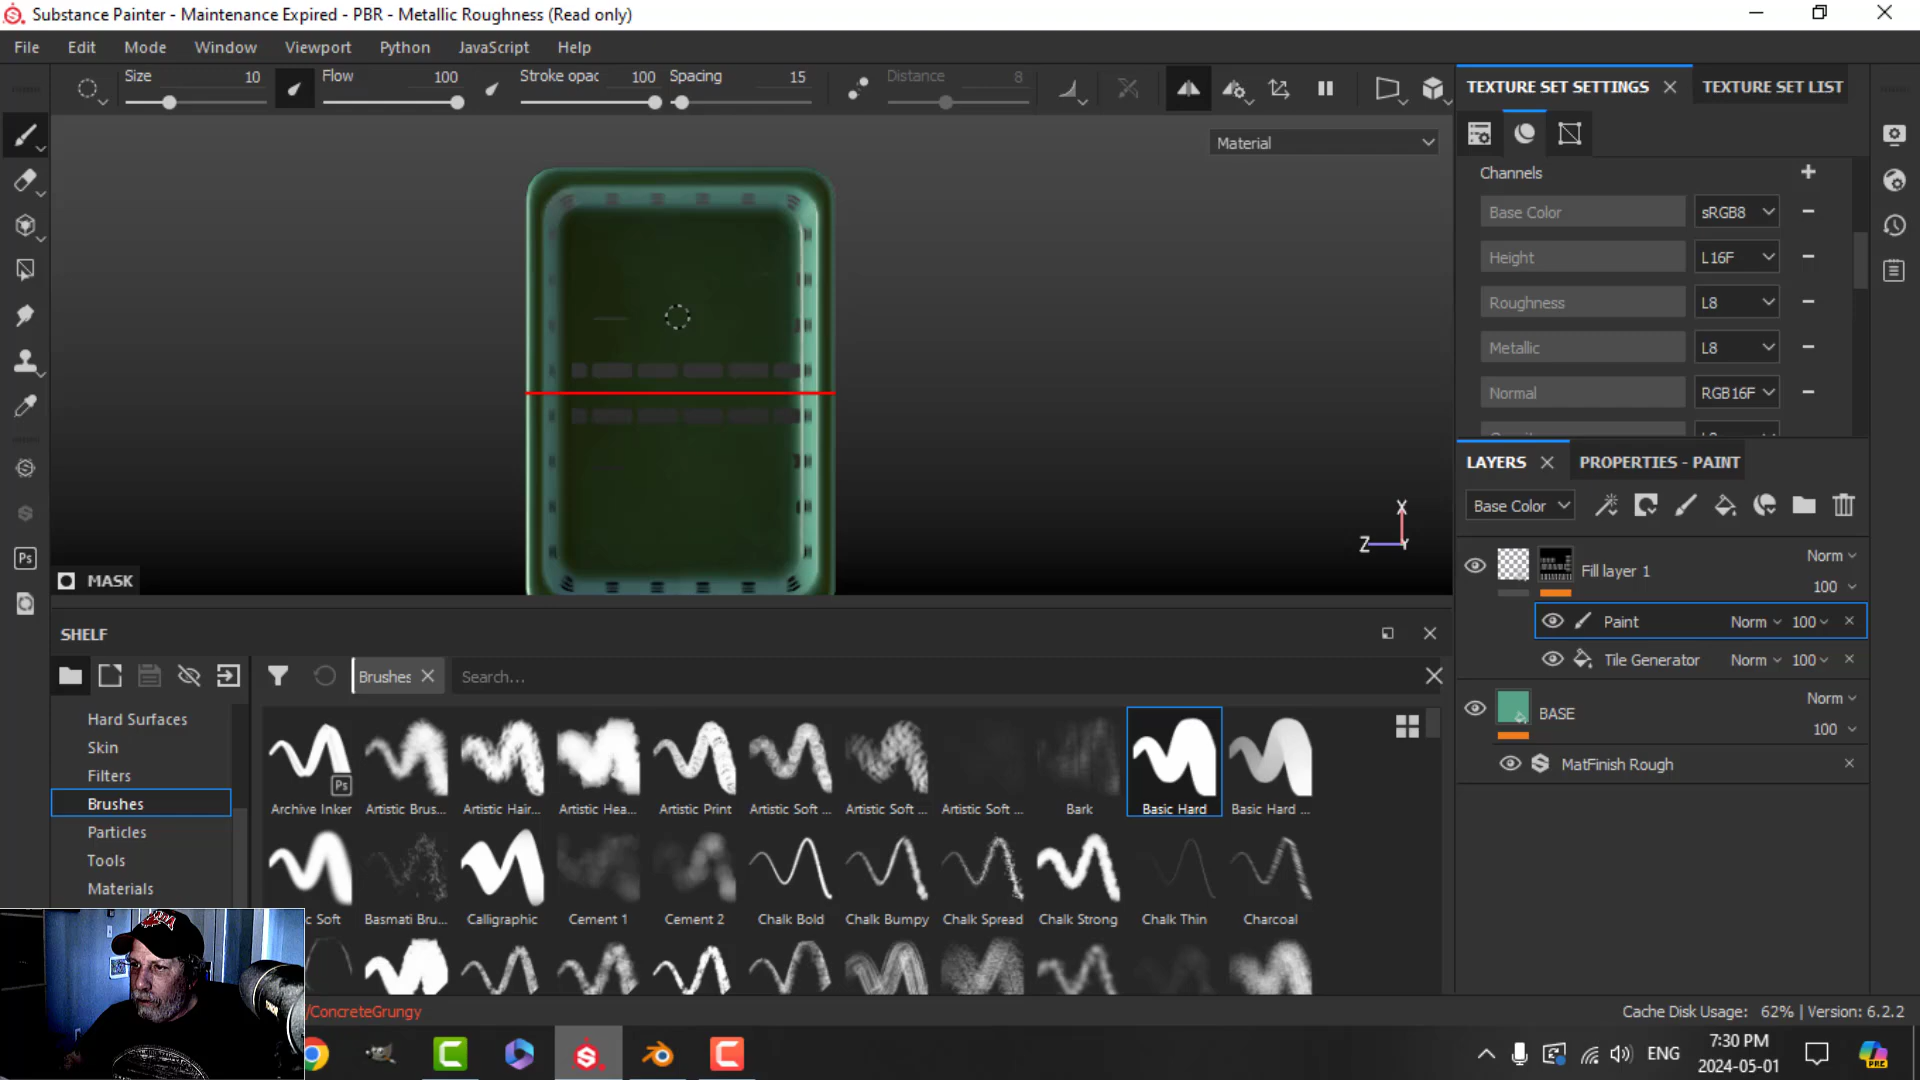 Substance Painter - Maintenance Expired - PBR - Metallic Roughness (Read only)
File Edit Mode Window Viewport Python JavaScript Help
Size 10 Flow 100 Stroke opac 100 Spacing 15 Distance 8
TEXTURE SET SETTINGS TEXTURE SET LIST
Material
Channels
Base Color sRGB8
Height L16F
Roughness L8
Metallic L8
Normal RGB16F
X
Z
Y
MASK
LAYERS PROPERTIES - PAINT
Base Color
Norm
Fill layer 1
100
Paint Norm 100
Tile Generator Norm 100
Norm
BASE
100
MatFinish Rough
SHELF
Brushes Search...
Hard Surfaces
Skin
Filters
Brushes
Particles
Tools
Materials
Ps
Archive Inker Artistic Brus... Artistic Hair... Artistic Hea... Artistic Print Artistic Soft ... Artistic Soft ... Artistic Soft ... Bark Basic Hard Basic Hard ...
Soft Basmati Bru... Calligraphic Cement 1 Cement 2 Chalk Bold Chalk Bumpy Chalk Spread Chalk Strong Chalk Thin Charcoal
/ConcreteGrungy
Cache Disk Usage: 62% | Version: 6.2.2
ENG
7:30 PM
2024-05-01